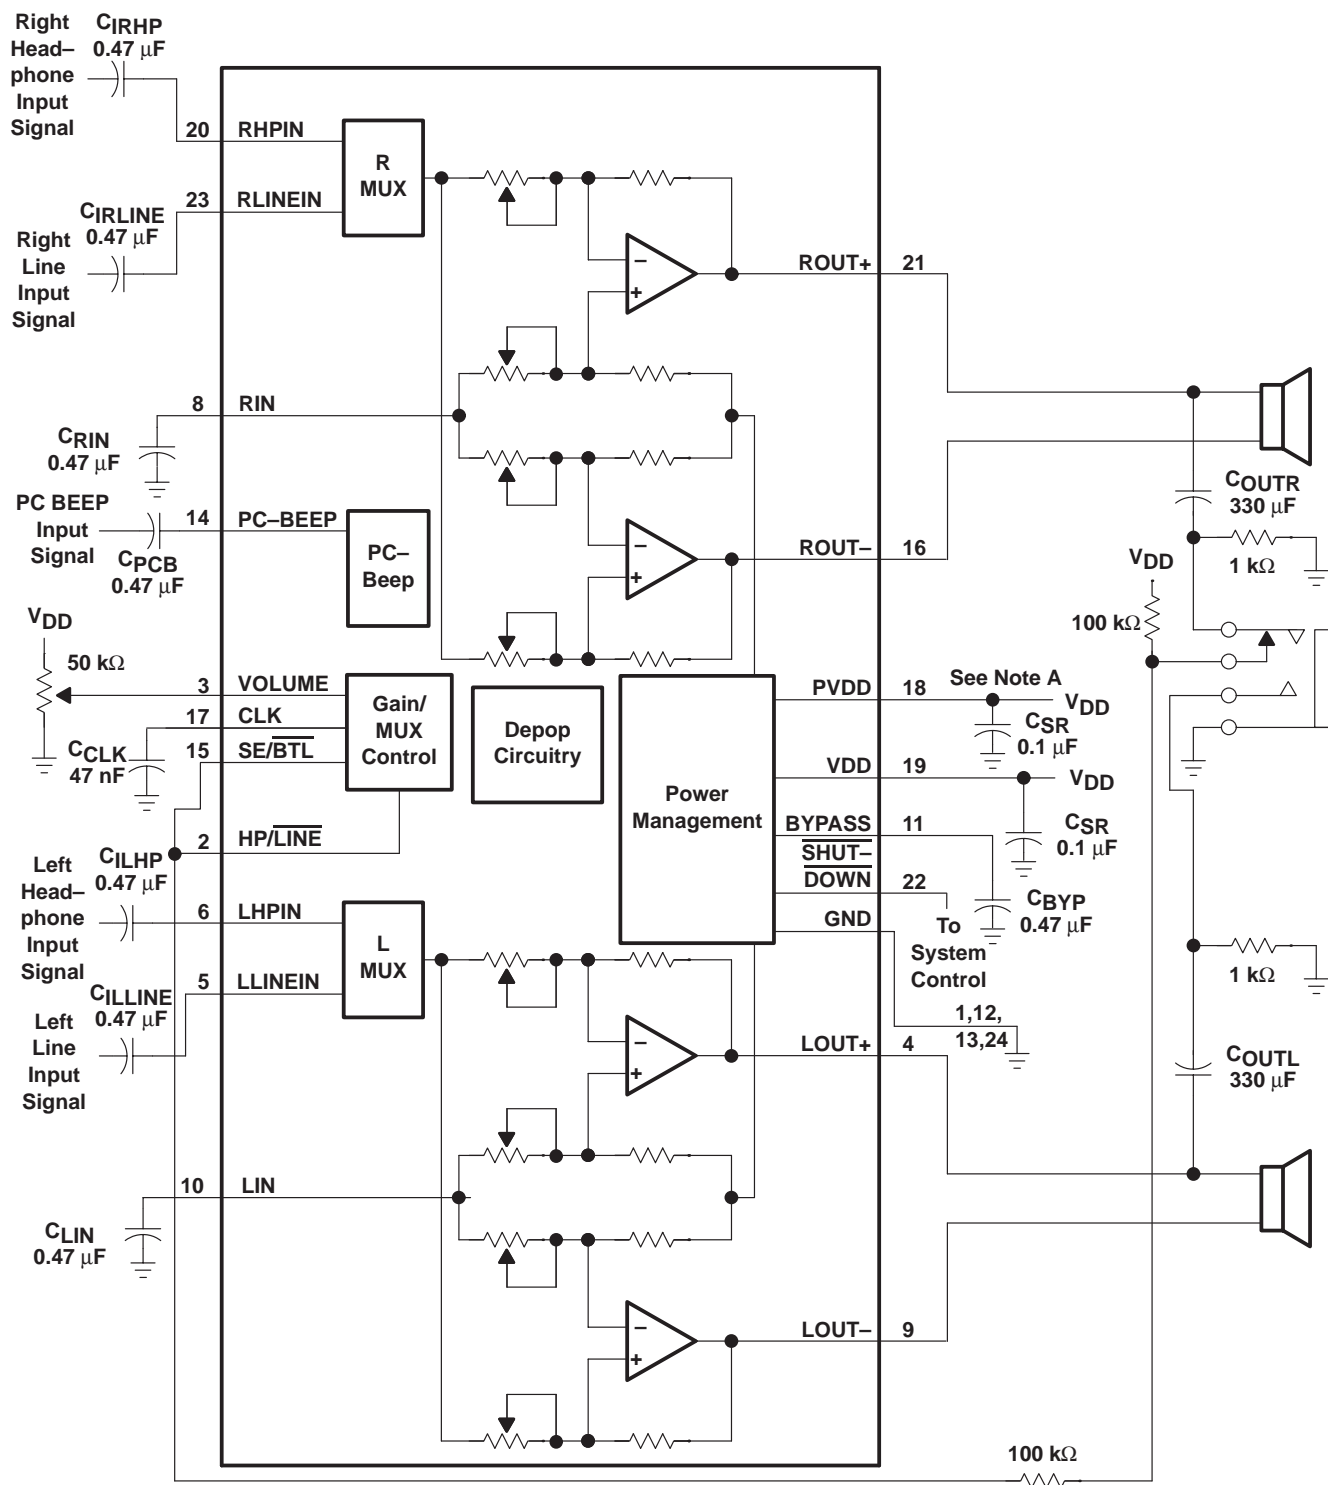 Right
Head–
phone
Input
Signal
CIRHP
0.47 μF
20 RHPIN
R
MUX
23 RLINEIN
CIRLINE
0.47 μF
Right
Line
Input
Signal
ROUT+ 21
8 RIN
CRIN
0.47 μF
PC BEEP
Input
Signal
14 PC–BEEP
CPCB
0.47 μF
PC–
Beep
ROUT– 16
COUTR
330 μF
1 kΩ
VDD
100 kΩ
VDD
50 kΩ
3 VOLUME
17 CLK
15 SE/BTL
CCLK
47 nF
2 HP/LINE
Gain/
MUX
Control
Depop
Circuitry
Power
Management
PVDD 18
See Note A
VDD
CSR
0.1 μF
VDD 19
VDD
CSR
0.1 μF
BYPASS 11
SHUT–
DOWN 22
CBYP
0.47 μF
To
System
Control
GND
1,12,
13,24
Left
Head–
phone
Input
Signal
CILHP
0.47 μF
6 LHPIN
L
MUX
5 LLINEIN
CILLINE
0.47 μF
Left
Line
Input
Signal
1 kΩ
LOUT+ 4
COUTL
330 μF
10 LIN
CLIN
0.47 μF
LOUT– 9
100 kΩ
− 
+
−
+
−
+
−
+